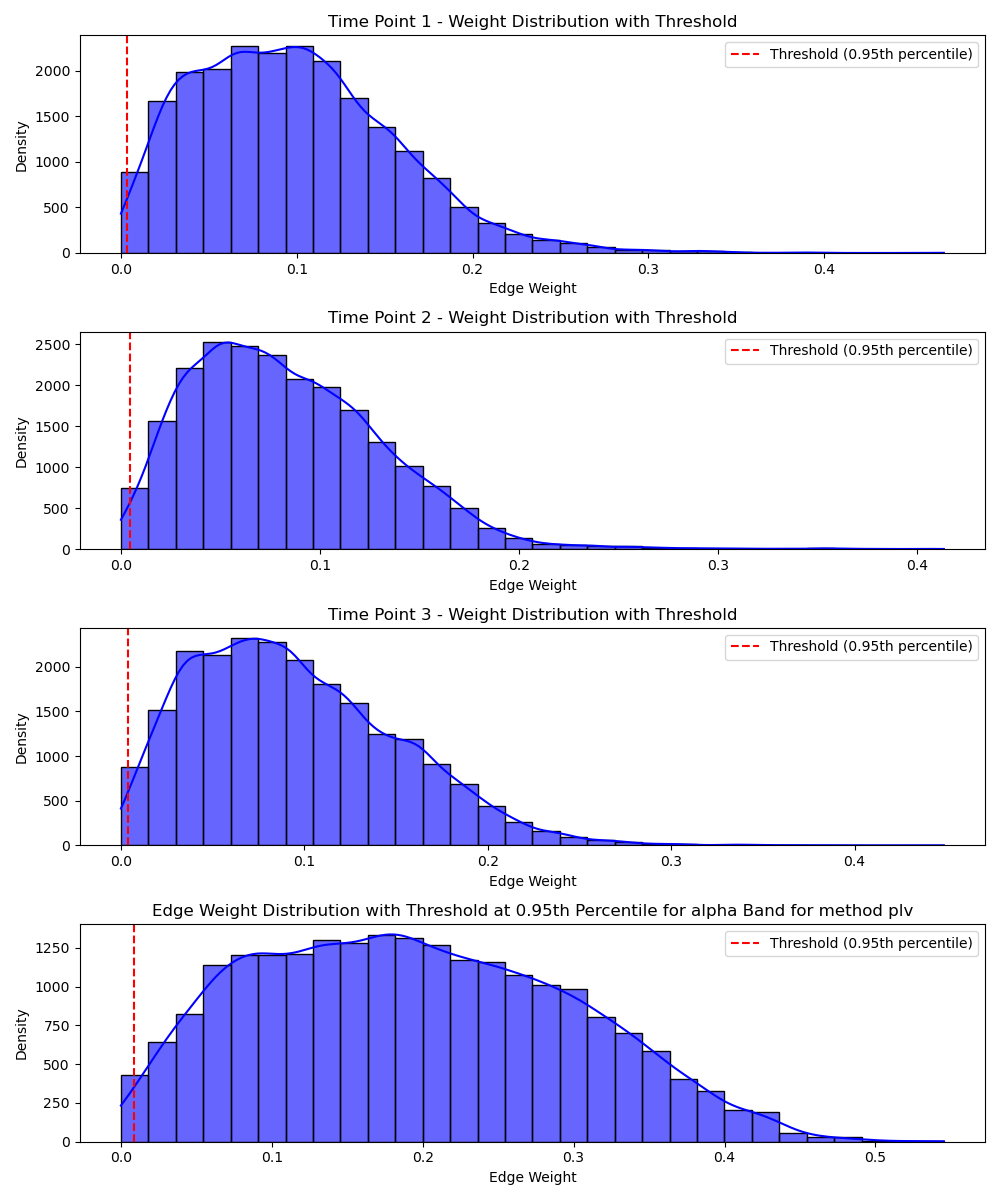 Time Point 1 - Weight Distribution with Threshold
Threshold (0.95th percentile)
Density
2000
1500
1000
500
0
0.0 0.1 0.2 0.3 0.4
Edge Weight
Time Point 2 - Weight Distribution with Threshold
Threshold (0.95th percentile)
Density
2500
2000
1500
1000
500
0
0.0 0.1 0.2 0.3 0.4
Edge Weight
Time Point 3 - Weight Distribution with Threshold
Threshold (0.95th percentile)
Density
2000
1500
1000
500
0
0.0 0.1 0.2 0.3 0.4
Edge Weight
Edge Weight Distribution with Threshold at 0.95th Percentile for alpha Band for method plv
Threshold (0.95th percentile)
Density
1250
1000
750
500
250
0
0.0 0.1 0.2 0.3 0.4 0.5
Edge Weight